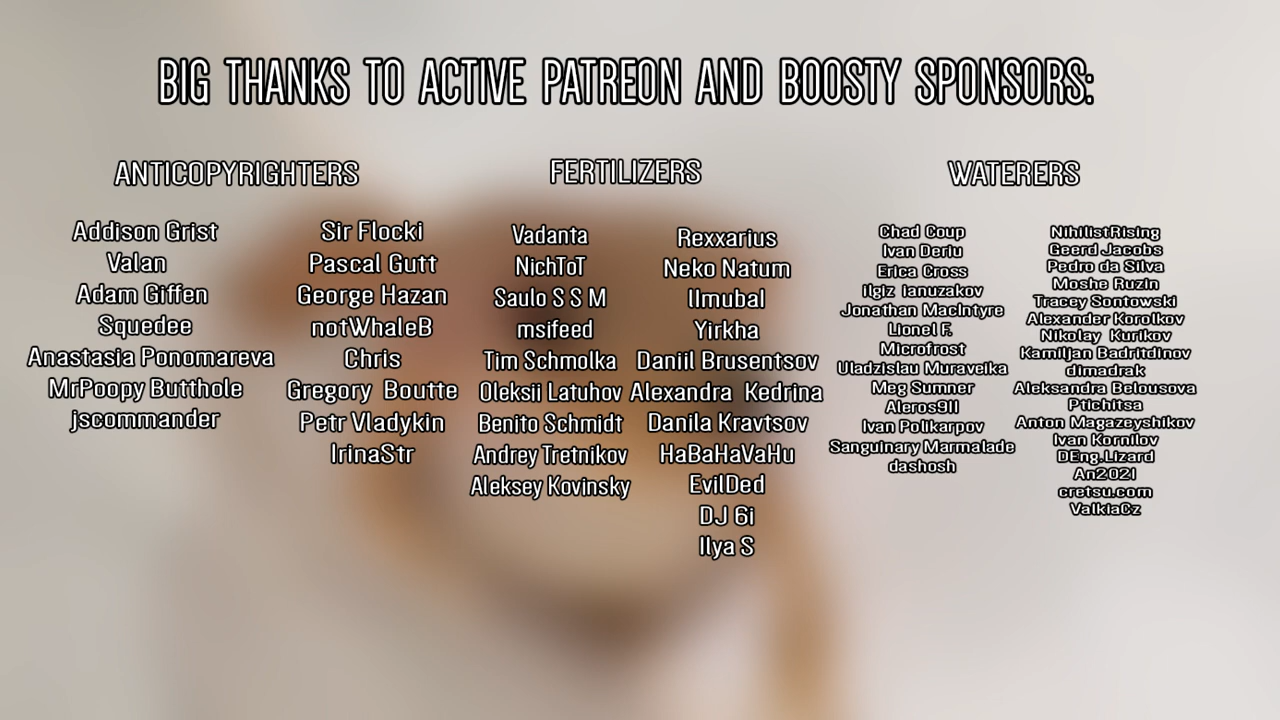 BIG THANKS TO ACTIVE PATREON AND BOOSTY SPONSORS:
ANTICOPYRIGHTERS
Addison Grist
Valan
Adam Giffen
Squedee
Anastasia Ponomareva
MrPoopy Butthole
jscommander
Sir Flocki
Pascal Gutt
George Hazan
notWhaleB
Chris
Gregory Boutte
Petr Vladykin
IrinaStr
FERTILIZERS
Vadanta
NichToT
Saulo S S M
msifeed
Tim Schmolka
Oleksii Latuhov
Benito Schmidt
Andrey Tretnikov
Aleksey Kovinsky
Rexxarius
Neko Natum
Ilmubal
Yirkha
Daniil Brusentsov
Alexandra Kedrina
Danila Kravtsov
HaBaHaVaHu
EvilDed
DJ 6i
Ilya S
WATERERS
Chad Coup
Ivan Deriu
Erica Cross
ilgiz ianuzakov
Jonathan MacIntyre
Lionel F.
Microfrost
Uladzislau Muraveika
Meg Sumner
Aleros911
Ivan Polikarpov
Sanguinary Marmalade
dashosh
NihilistRising
Geerd Jacobs
Pedro da Silva
Moshe Ruzin
Tracey Sontowski
Alexander Korolkov
Nikolay Kurikov
Kamiljan Badritdinov
dimadrak
Aleksandra Belousova
Ptichitsa
Anton Magazeyshikov
Ivan Kornilov
DEng.Lizard
An2021
cretsu.com
ValkiaCz